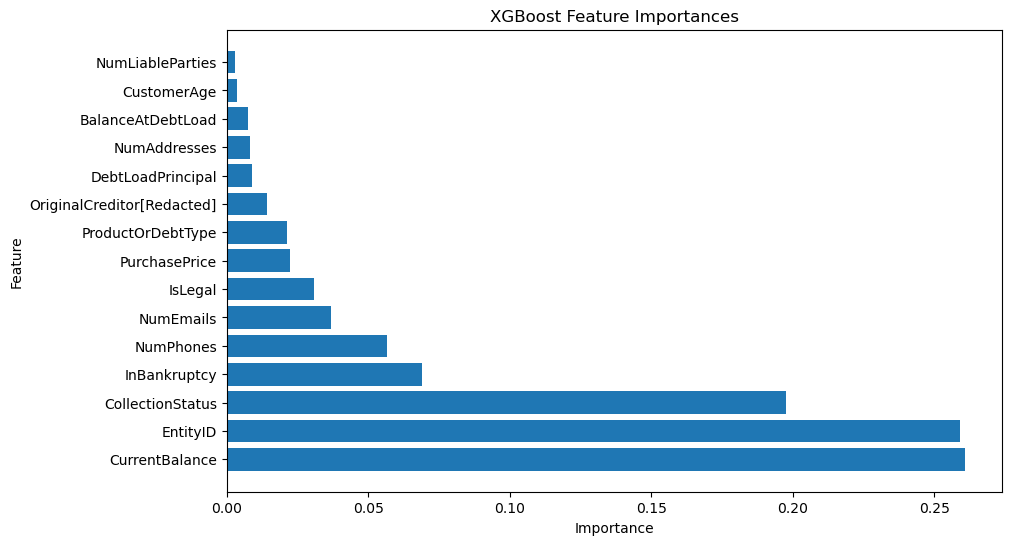 XGBoost Feature Importances
NumLiableParties
CustomerAge
BalanceAtDebtLoad
NumAddresses
DebtLoadPrincipal
OriginalCreditor[Redacted]
ProductOrDebtType
PurchasePrice
IsLegal
NumEmails
NumPhones
InBankruptcy
CollectionStatus
EntityID
CurrentBalance
Feature
0.00 0.05 0.10 0.15 0.20 0.25
Importance